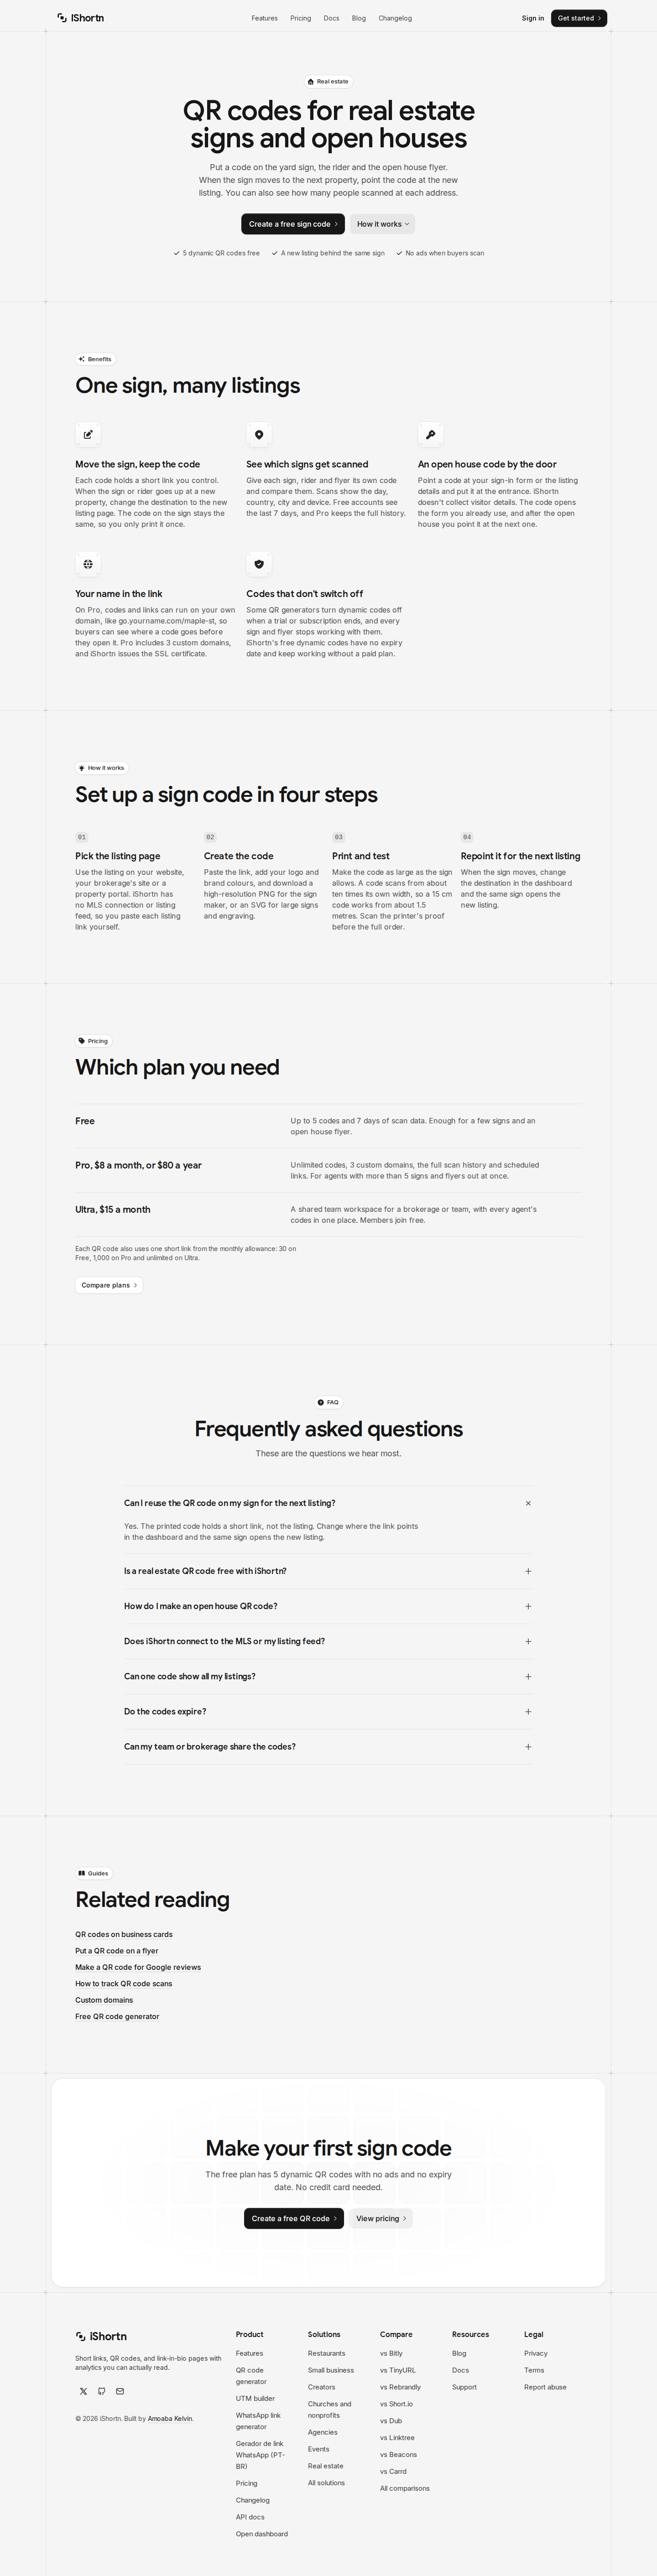 iShortn
Features
Pricing
Docs
Blog
Changelog
Sign in
Get started
Real estate
QR codes for real estate
signs and open houses
Put a code on the yard sign, the rider and the open house flyer.
When the sign moves to the next property, point the code at the new
listing. You can also see how many people scanned at each address.
Create a free sign code
How it works
5 dynamic QR codes free
A new listing behind the same sign
No ads when buyers scan
Benefits
One sign, many listings
Move the sign, keep the code
Each code holds a short link you control.
When the sign or rider goes up at a new
property, change the destination to the new
listing page. The code on the sign stays the
same, so you only print it once.
See which signs get scanned
Give each sign, rider and flyer its own code
and compare them. Scans show the day,
country, city and device. Free accounts see
the last 7 days, and Pro keeps the full history.
An open house code by the door
Point a code at your sign-in form or the listing
details and put it at the entrance. iShortn
doesn't collect visitor details. The code opens
the form you already use, and after the open
house you point it at the next one.
Your name in the link
On Pro, codes and links can run on your own
domain, like go.yourname.com/maple-st, so
buyers can see where a code goes before
they open it. Pro includes 3 custom domains,
and iShortn issues the SSL certificate.
Codes that don't switch off
Some QR generators turn dynamic codes off
when a trial or subscription ends, and every
sign and flyer stops working with them.
iShortn's free dynamic codes have no expiry
date and keep working without a paid plan.
How it works
Set up a sign code in four steps
01
Pick the listing page
Use the listing on your website,
your brokerage's site or a
property portal. iShortn has
no MLS connection or listing
feed, so you paste each listing
link yourself.
02
Create the code
Paste the link, add your logo and
brand colours, and download a
high-resolution PNG for the sign
maker, or an SVG for large signs
and engraving.
03
Print and test
Make the code as large as the sign
allows. A code scans from about
ten times its own width, so a 15 cm
code works from about 1.5
metres. Scan the printer's proof
before the full order.
04
Repoint it for the next listing
When the sign moves, change
the destination in the dashboard
and the same sign opens the
new listing.
Pricing
Which plan you need
Free
Up to 5 codes and 7 days of scan data. Enough for a few signs and an
open house flyer.
Pro, $8 a month, or $80 a year
Unlimited codes, 3 custom domains, the full scan history and scheduled
links. For agents with more than 5 signs and flyers out at once.
Ultra, $15 a month
A shared team workspace for a brokerage or team, with every agent's
codes in one place. Members join free.
Each QR code also uses one short link from the monthly allowance: 30 on
Free, 1,000 on Pro and unlimited on Ultra.
Compare plans
FAQ
Frequently asked questions
These are the questions we hear most.
Can I reuse the QR code on my sign for the next listing?
Yes. The printed code holds a short link, not the listing. Change where the link points
in the dashboard and the same sign opens the new listing.
Is a real estate QR code free with iShortn?
How do I make an open house QR code?
Does iShortn connect to the MLS or my listing feed?
Can one code show all my listings?
Do the codes expire?
Can my team or brokerage share the codes?
Guides
Related reading
QR codes on business cards
Put a QR code on a flyer
Make a QR code for Google reviews
How to track QR code scans
Custom domains
Free QR code generator
Make your first sign code
The free plan has 5 dynamic QR codes with no ads and no expiry
date. No credit card needed.
Create a free QR code
View pricing
iShortn
Short links, QR codes, and link-in-bio pages with
analytics you can actually read.
© 2026 iShortn. Built by Amoaba Kelvin.
Product
Features
QR code
generator
UTM builder
WhatsApp link
generator
Gerador de link
WhatsApp (PT-
BR)
Pricing
Changelog
API docs
Open dashboard
Solutions
Restaurants
Small business
Creators
Churches and
nonprofits
Agencies
Events
Real estate
All solutions
Compare
vs Bitly
vs TinyURL
vs Rebrandly
vs Short.io
vs Dub
vs Linktree
vs Beacons
vs Carrd
All comparisons
Resources
Blog
Docs
Support
Legal
Privacy
Terms
Report abuse